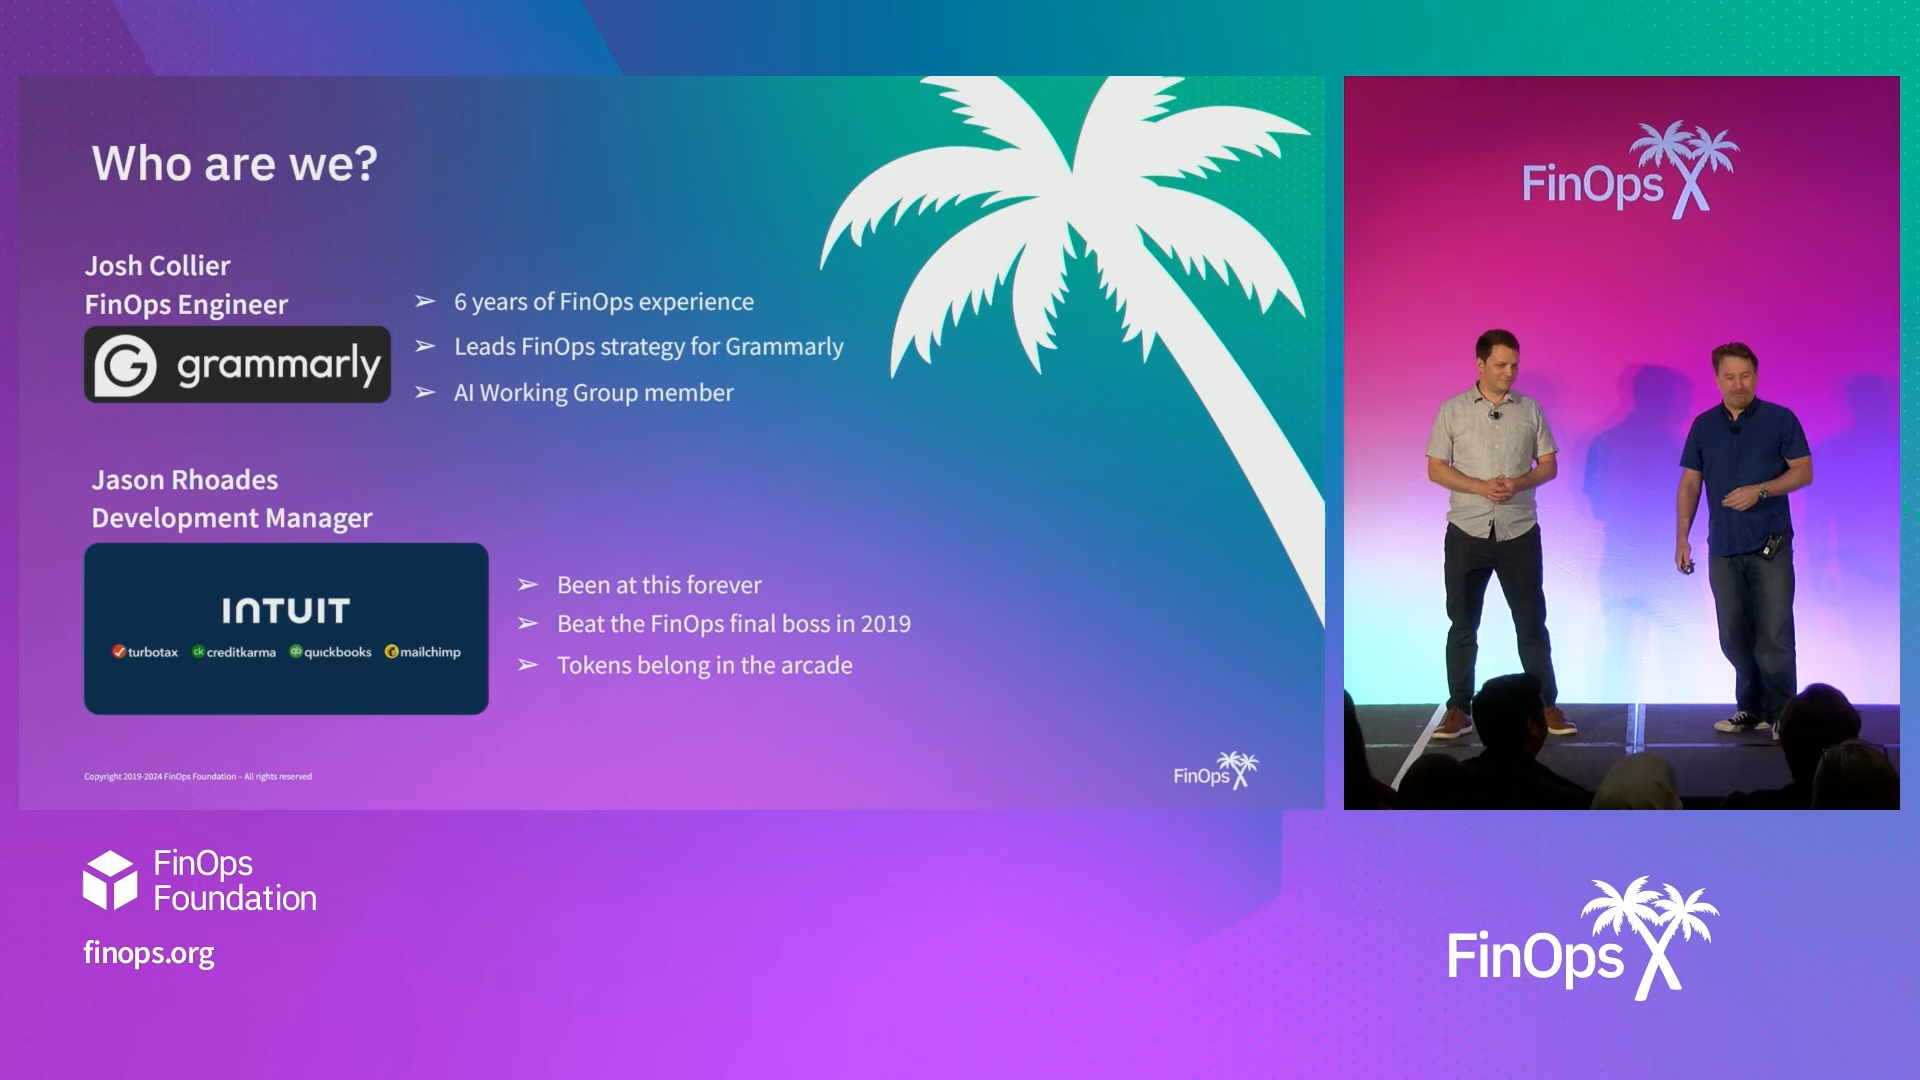 Who are we?
Josh Collier
FinOps Engineer
grammarly
➢ 6 years of FinOps experience
➢ Leads FinOps strategy for Grammarly
➢ AI Working Group member
Jason Rhoades
Development Manager
INTUIT
turbotax creditkarma quickbooks mailchimp
➢ Been at this forever
➢ Beat the FinOps final boss in 2019
➢ Tokens belong in the arcade
Copyright 2019-2024 FinOps Foundation – All rights reserved
FinOps X
FinOps X
FinOps
Foundation
finops.org
FinOps X